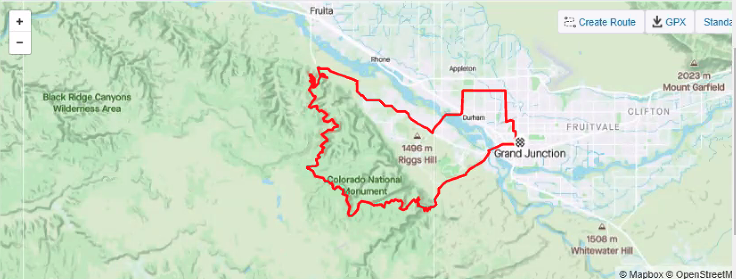 +
−
Fruita
Create Route
GPX
Standa
Rhone
Appleton
2023 m
Mount Garfield
Black Ridge Canyons
Wilderness Area
CLIFTON
Durham
FRUITVALE
1496 m
Riggs Hill
Grand Junction
Colorado National
Monument
1508 m
Whitewater Hill
© Mapbox © OpenStreetM